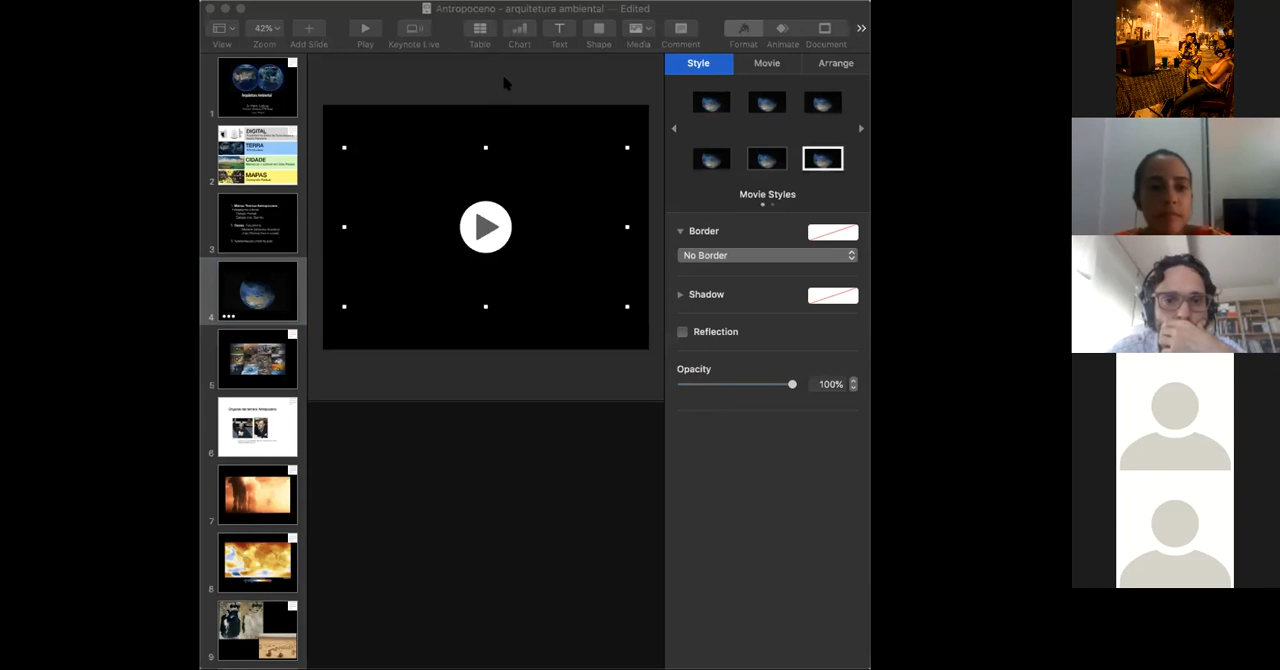 Antropoceno - arquitetura ambiental — Edited
42%
View
Zoom
Add Slide
Play
Keynote Live
Table
Chart
Text
Shape
Media
Comment
Format
Animate
Document
Style
Movie
Arrange
Movie Styles
Border
No Border
Shadow
Reflection
Opacity
100%
1
Arquitetura Ambiental
2
DIGITAL
TERRA
CIDADE
MAPAS
3
4
5
6
7
8
9